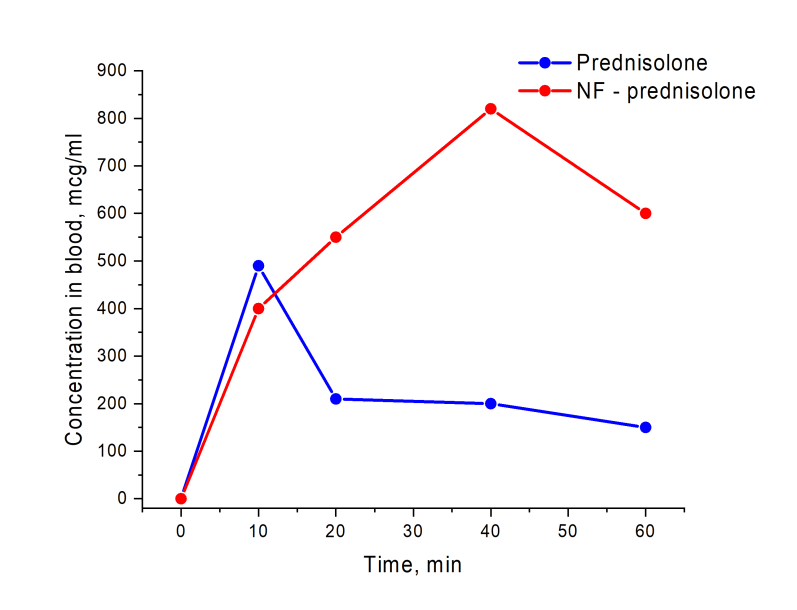 Prednisolone
NF - prednisolone
900
800
700
600
500
400
300
200
100
0
Concentration in blood, mcg/ml
0 10 20 30 40 50 60
Time, min